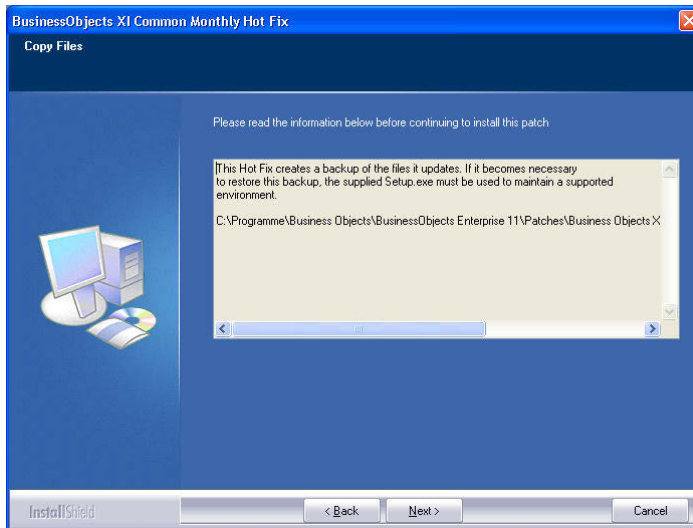 BusinessObjects XI Common Monthly Hot Fix
Copy Files
Please read the information below before continuing to install this patch
This Hot Fix creates a backup of the files it updates. If it becomes necessary
to restore this backup, the supplied Setup.exe must be used to maintain a supported
environment.
C:\Programme\Business Objects\BusinessObjects Enterprise 11\Patches\Business Objects X
InstallShield
< Back
Next >
Cancel